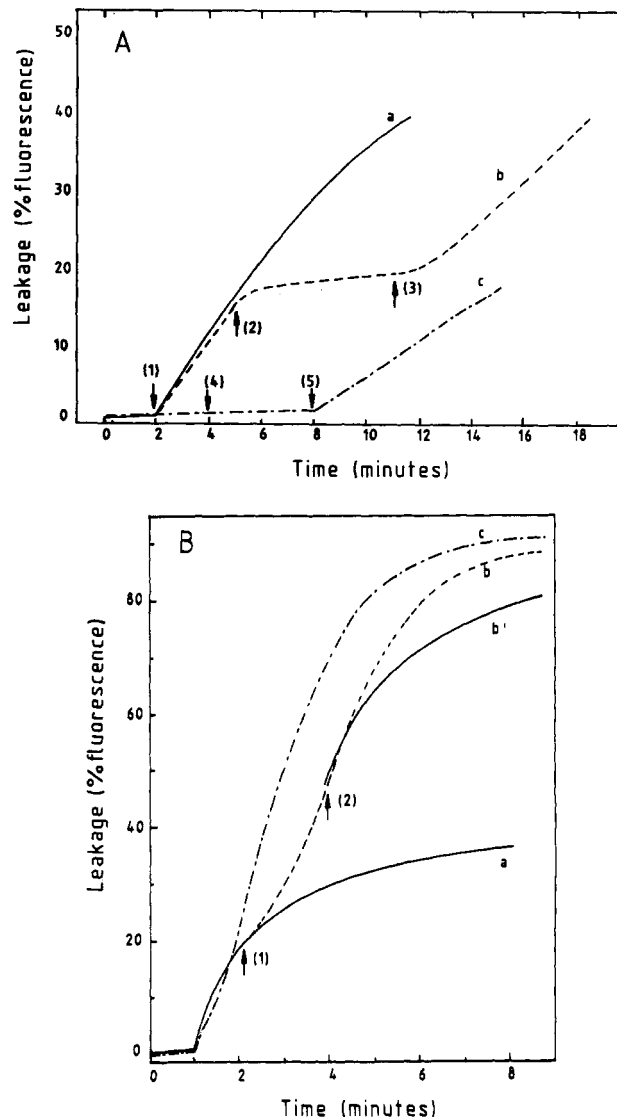 A
Leakage (% fluorescence)
50
40
30
20
10
0
a
b
c
(1)
(2)
(3)
(4)
(5)
0 2 4 6 8 10 12 14 16 18
Time (minutes)
B
Leakage (% fluorescence)
80
60
40
20
0
c
b
b'
a
(2)
(1)
0 2 4 6 8
Time (minutes)